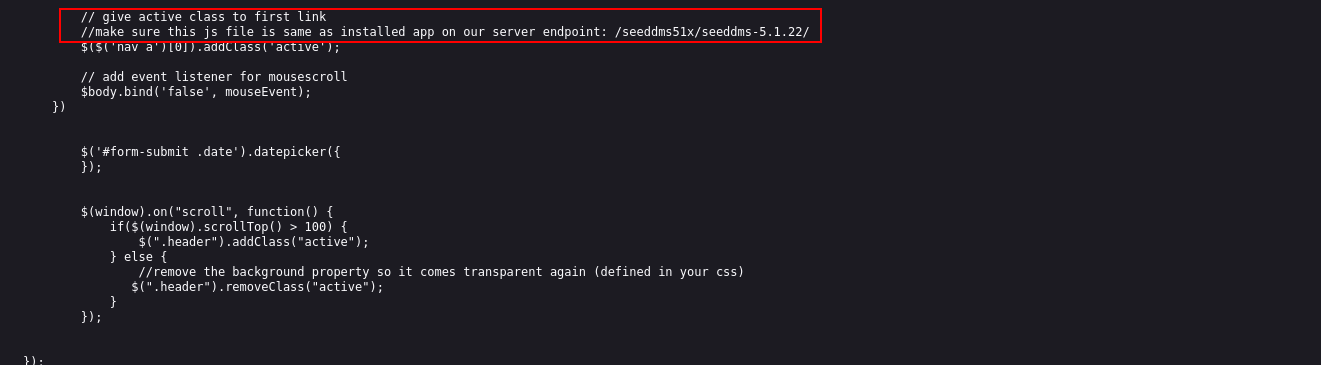 // give active class to first link
//make sure this js file is same as installed app on our server endpoint: /seeddms51x/seeddms-5.1.22/
$($('nav a')[0]).addClass('active');
// add event listener for mousescroll
$body.bind('false', mouseEvent);
})
$('#form-submit .date').datepicker({
});
$(window).on("scroll", function() {
if($(window).scrollTop() > 100) {
$(".header").addClass("active");
} else {
//remove the background property so it comes transparent again (defined in your css)
$(".header").removeClass("active");
}
});
});